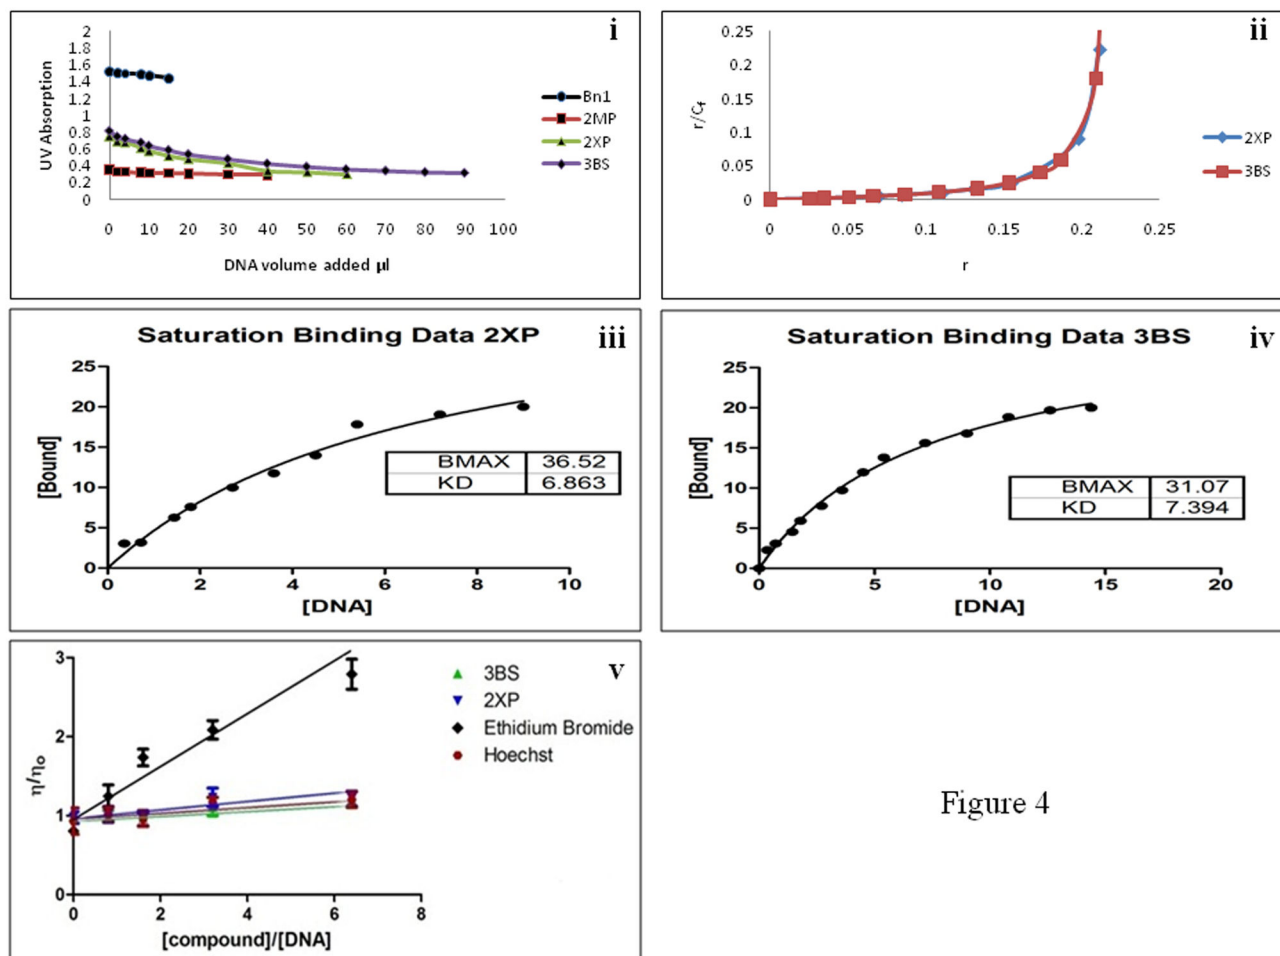 i
2
1.8
1.6
1.4
1.2
1
0.8
0.6
0.4
0.2
0
UV Absorption
0 10 20 30 40 50 60 70 80 90 100
DNA volume added µl
Bn1
2MP
2XP
3BS
ii
0.25
0.2
0.15
0.1
0.05
0
r/Cf
0 0.05 0.1 0.15 0.2 0.25
r
2XP
3BS
Saturation Binding Data 2XP
iii
25
20
15
10
5
0
[Bound]
BMAX 36.52
KD 6.863
0 2 4 6 8 10
[DNA]
Saturation Binding Data 3BS
iv
25
20
15
10
5
0
[Bound]
BMAX 31.07
KD 7.394
0 5 10 15 20
[DNA]
v
3
2
1
0
η/ηo
3BS
2XP
Ethidium Bromide
Hoechst
0 2 4 6 8
[compound]/[DNA]
Figure 4